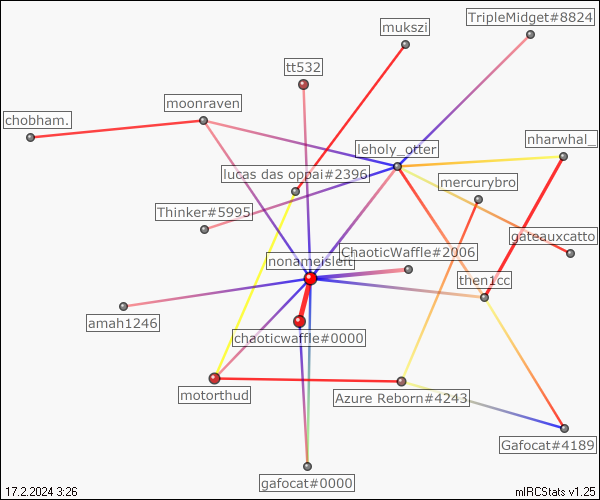 TripleMidget#8824
mukszi
tt532
moonraven
chobham.
nharwhal_
leholy_otter
lucas das oppai#2396
mercurybro
Thinker#5995
gateauxcatto
ChaoticWaffle#2006
nonameisleft
then1cc
amah1246
chaoticwaffle#0000
motorthud
Azure Reborn#4243
Gafocat#4189
gafocat#0000
17.2.2024 3:26
mIRCStats v1.25